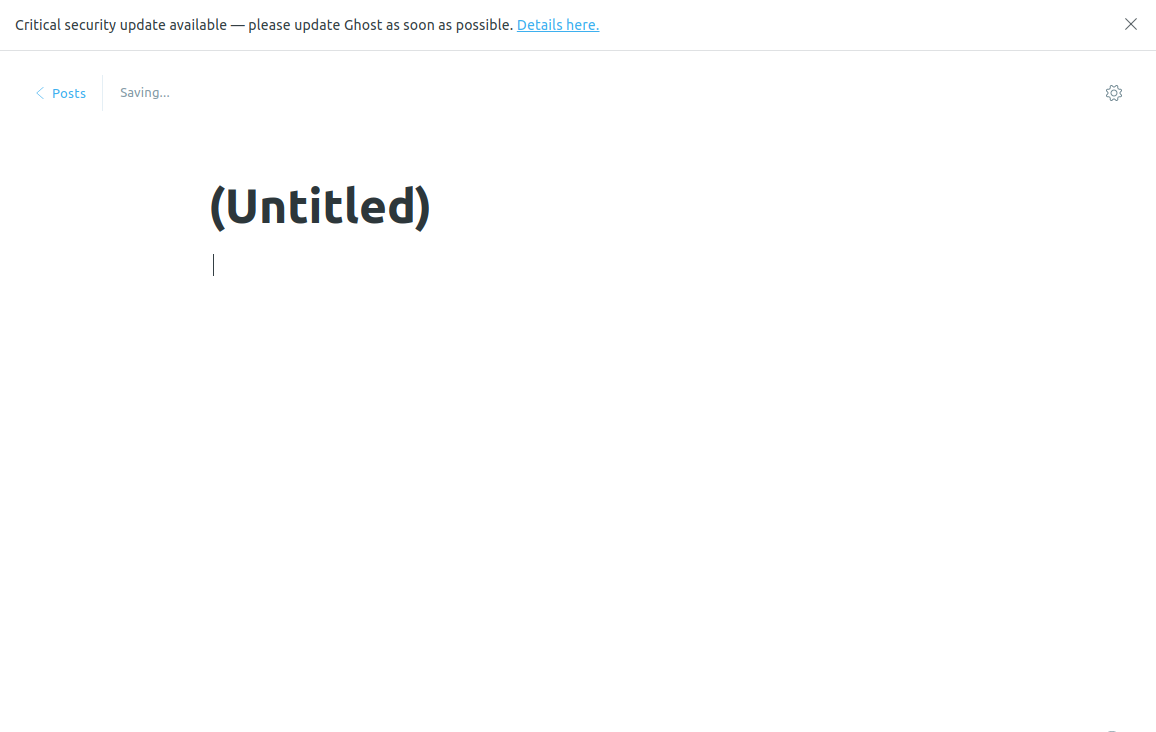 Critical security update available — please update Ghost as soon as possible. Details here.
Posts
Saving...
(Untitled)